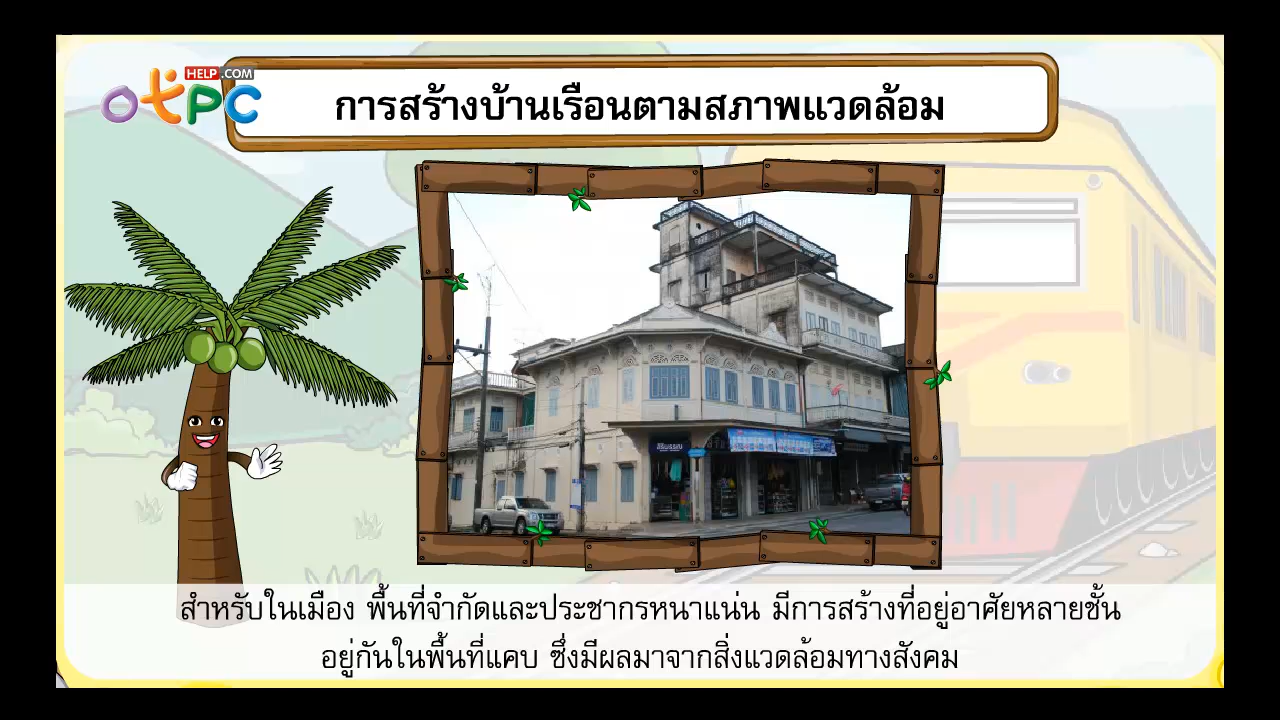 otPC HELP.COM
การสร้างบ้านเรือนตามสภาพแวดล้อม
สำหรับในเมือง พื้นที่จำกัดและประชากรหนาแน่น มีการสร้างที่อยู่อาศัยหลายชั้น
อยู่กันในพื้นที่แคบ ซึ่งมีผลมาจากสิ่งแวดล้อมทางสังคม